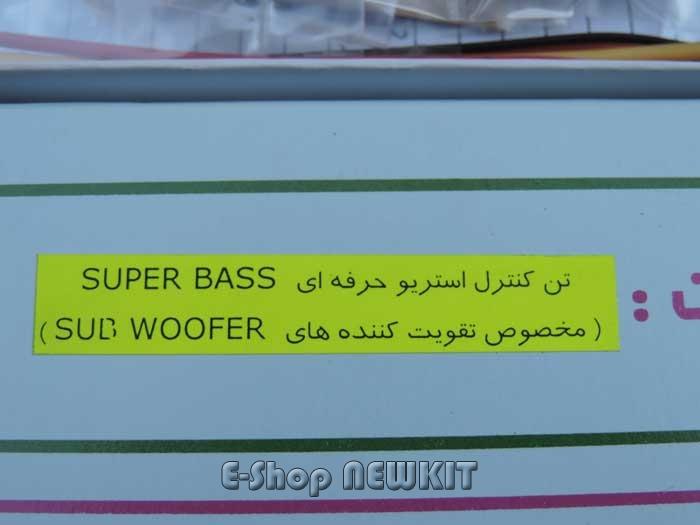 تن کنترل استریو حرفه ای SUPER BASS
( مخصوص تقویت کننده های SUB WOOFER )
E-Shop NEWKIT